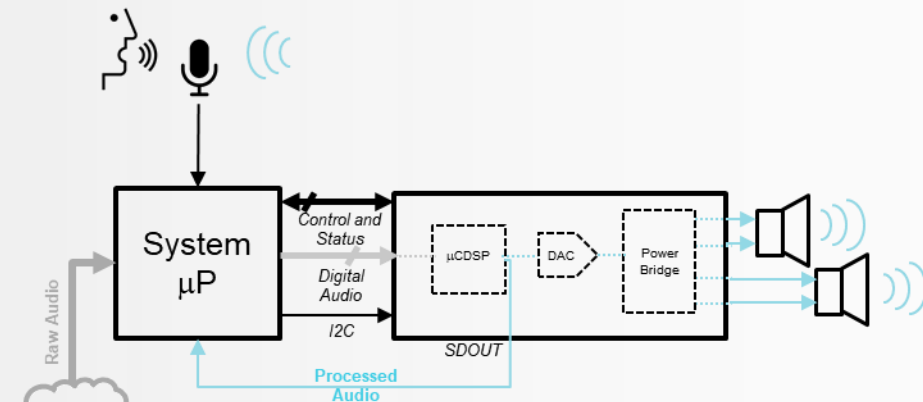 System
μP
Control and
Status
Digital
Audio
I2C
μCDSP
DAC
Power
Bridge
SDOUT
Raw Audio
Processed
Audio